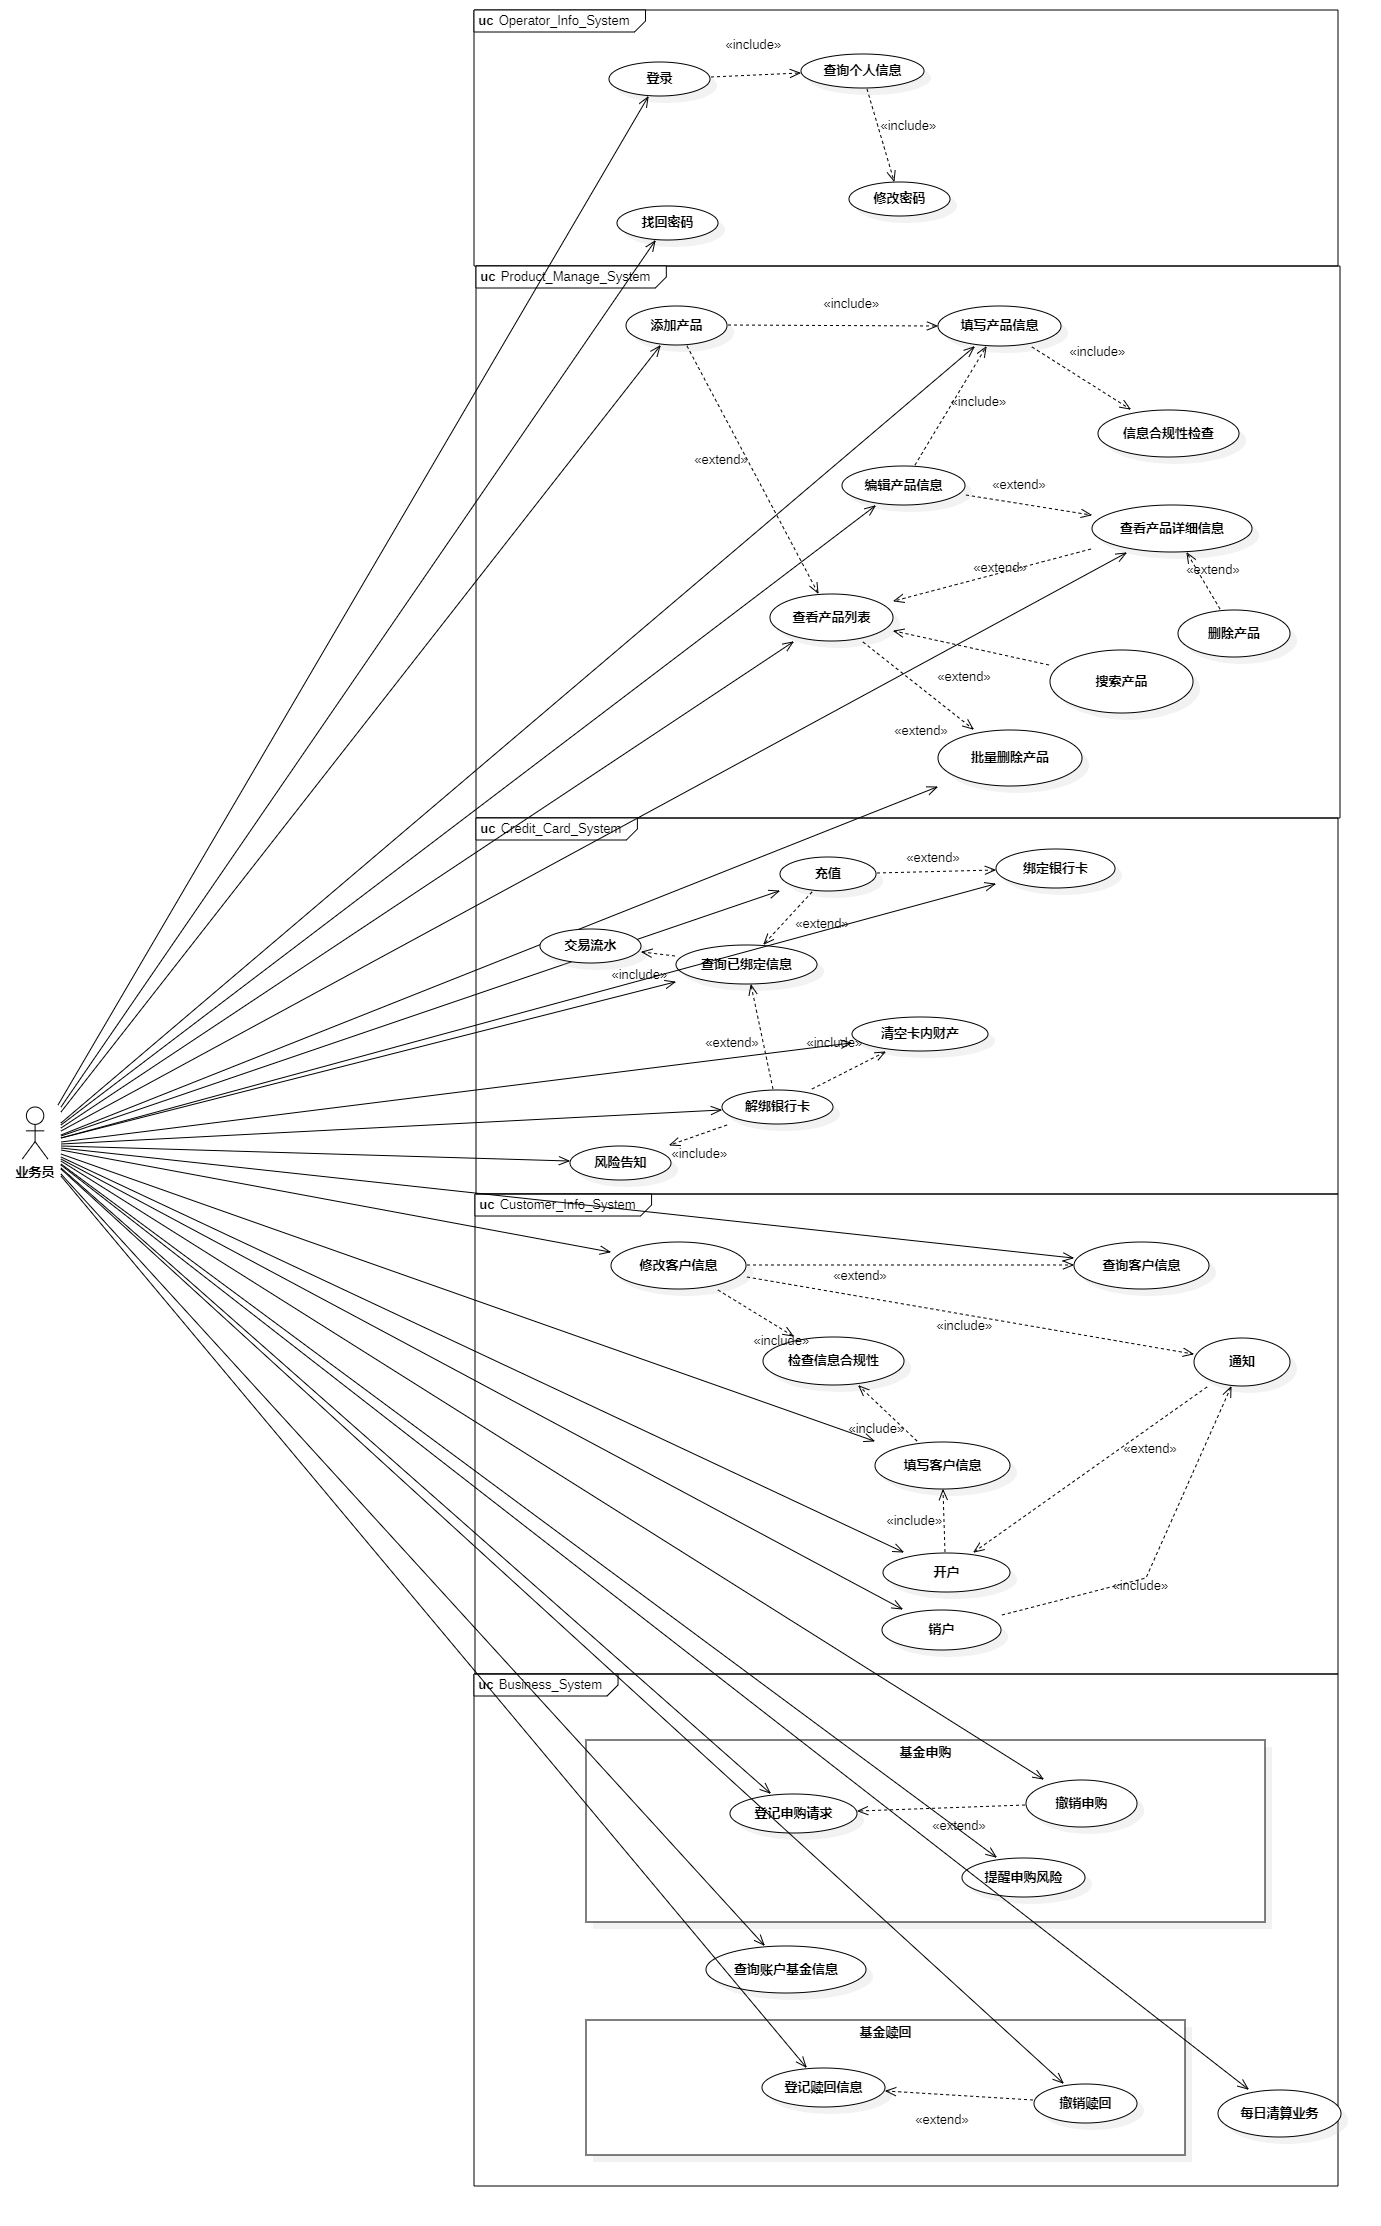 uc Operator_Info_System
«include»
登录
查询个人信息
«include»
修改密码
找回密码
uc Product_Manage_System
«include»
添加产品
填写产品信息
«include»
«include»
信息合规性检查
«extend»
编辑产品信息
«extend»
查看产品详细信息
«extend»
«extend»
查看产品列表
删除产品
«extend»
搜索产品
«extend»
批量删除产品
uc Credit_Card_System
«extend»
充值
绑定银行卡
«extend»
交易流水
查询已绑定信息
«include»
清空卡内财产
«extend»
«include»
解绑银行卡
业务员
风险告知
«include»
uc Customer_Info_System
修改客户信息
查询客户信息
«extend»
«include»
«include»
检查信息合规性
通知
«include»
«extend»
填写客户信息
«include»
开户
«include»
销户
uc Business_System
基金申购
登记申购请求
撤销申购
«extend»
提醒申购风险
查询账户基金信息
基金赎回
登记赎回信息
撤销赎回
每日清算业务
«extend»